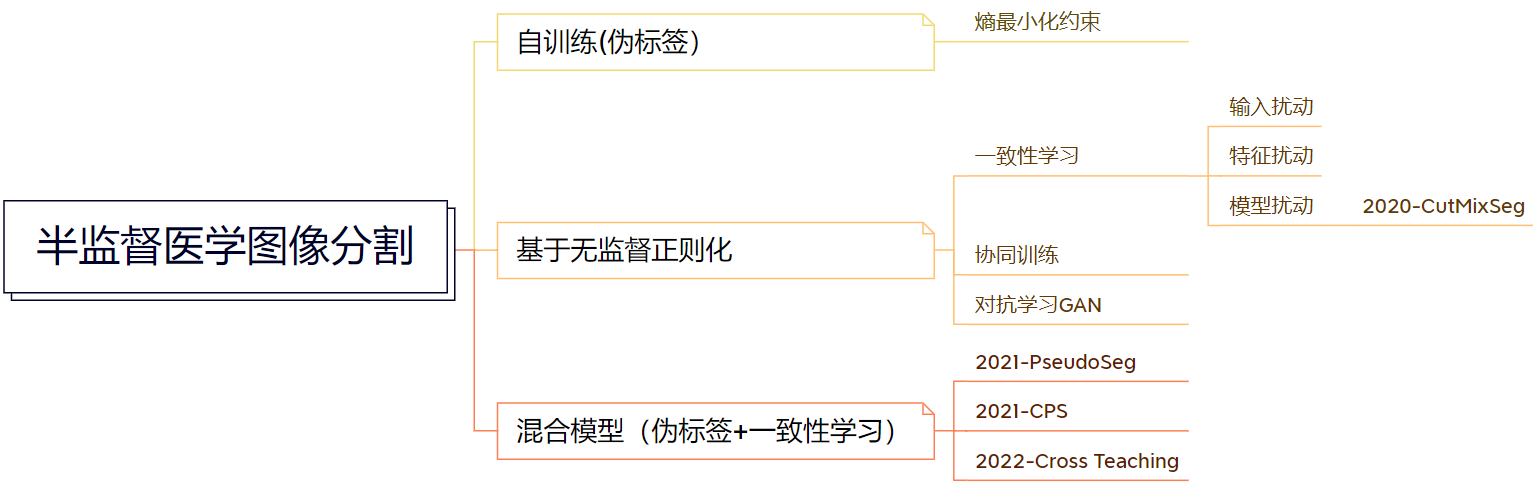 半监督医学图像分割
自训练(伪标签）
熵最小化约束
基于无监督正则化
一致性学习
输入扰动
特征扰动
模型扰动
2020-CutMixSeg
协同训练
对抗学习GAN
混合模型（伪标签+一致性学习）
2021-PseudoSeg
2021-CPS
2022-Cross Teaching